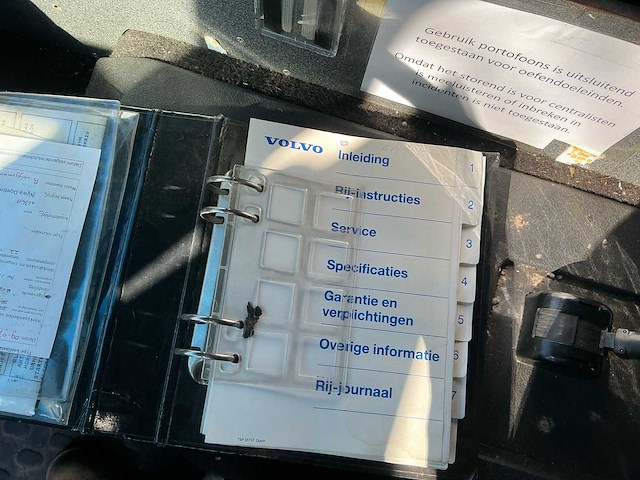 Gebruik portofoons is uitsluitend
toegestaan voor oefendoeleinden.
Omdat het storend is voor centralisten
is meeluisteren of inbreken in
incidenten is niet toegestaan.
VOLVO
Inleiding 1
Rij-instructies 2
Service 3
Specificaties 4
Garantie en
verplichtingen 5
Overige informatie 6
Rij-journaal 7